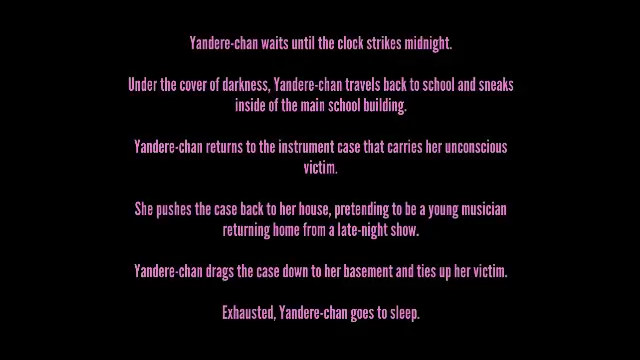 Yandere-chan waits until the clock strikes midnight.
Under the cover of darkness, Yandere-chan travels back to school and sneaks
inside of the main school building.
Yandere-chan returns to the instrument case that carries her unconscious
victim.
She pushes the case back to her house, pretending to be a young musician
returning home from a late-night show.
Yandere-chan drags the case down to her basement and ties up her victim.
Exhausted, Yandere-chan goes to sleep.